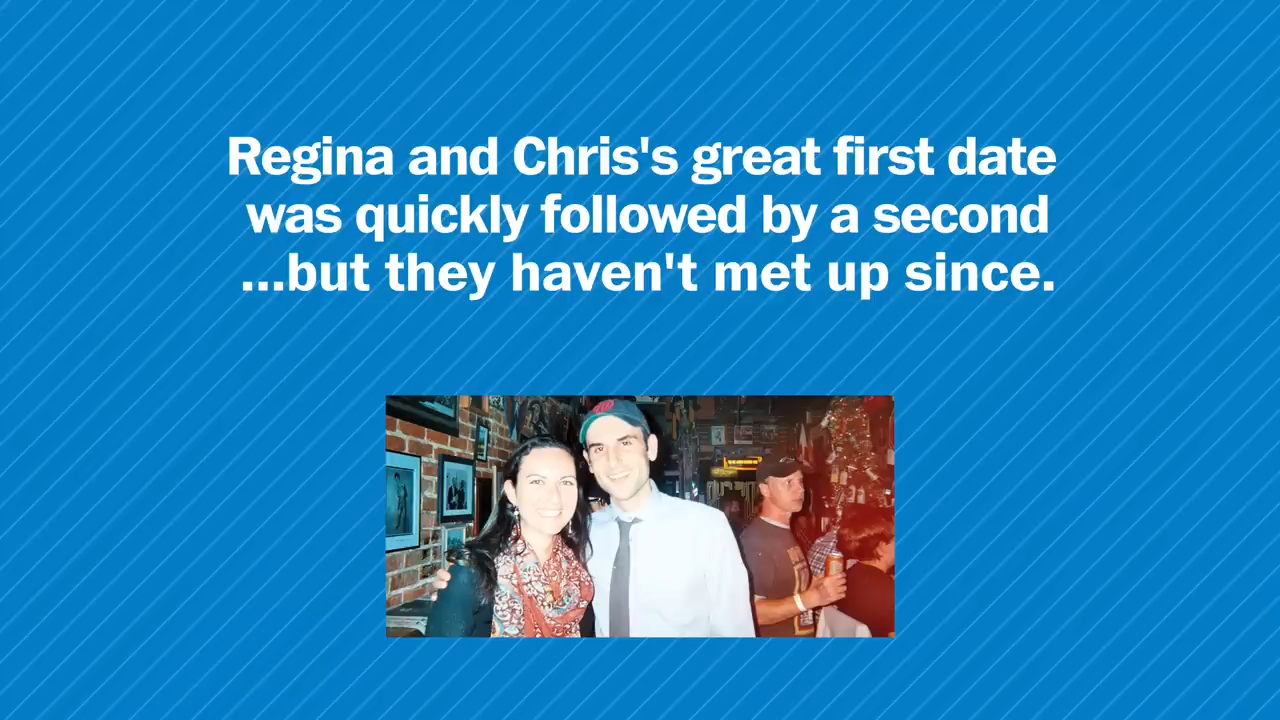 Regina and Chris's great first date
was quickly followed by a second
...but they haven't met up since.